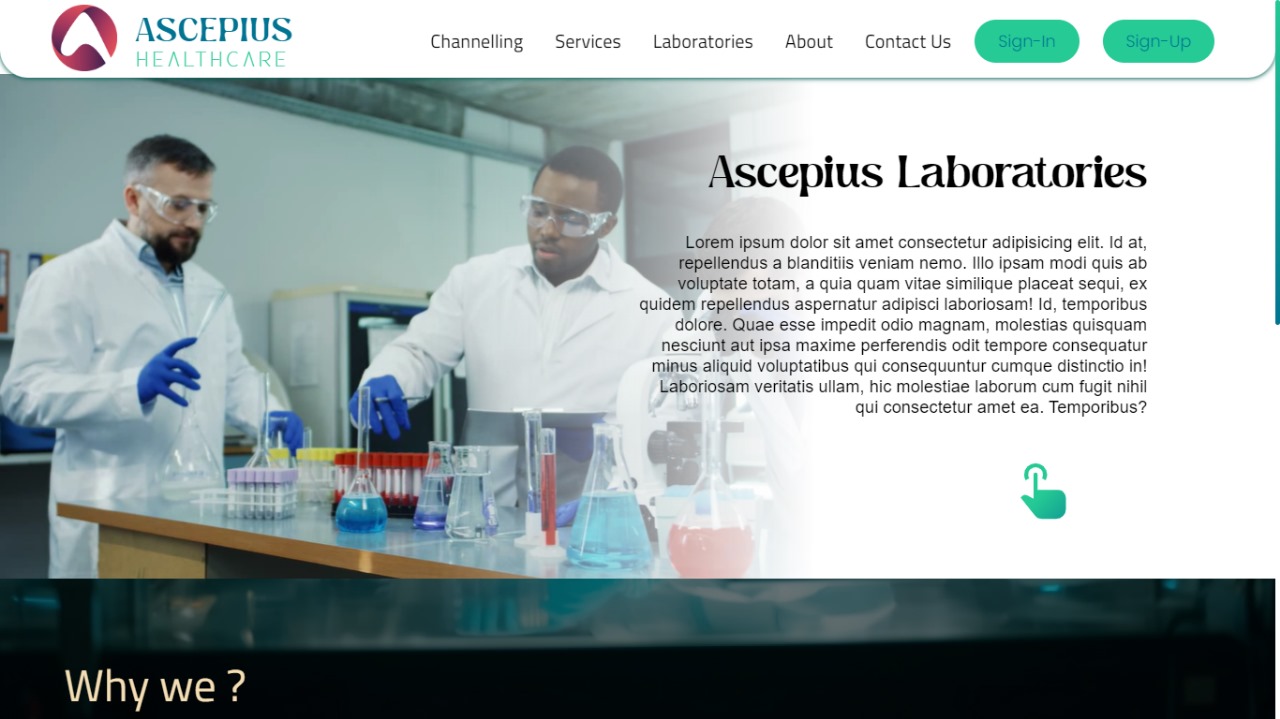 ASCEPIUS
HEALTHCARE
Channelling Services Laboratories About Contact Us Sign-In Sign-Up
Ascepius Laboratories
Lorem ipsum dolor sit amet consectetur adipisicing elit. Id at,
repellendus a blanditiis veniam nemo. Illo ipsam modi quis ab
voluptate totam, a quia quam vitae similique placeat sequi, ex
quidem repellendus aspernatur adipisci laboriosam! Id, temporibus
dolore. Quae esse impedit odio magnam, molestias quisquam
nesciunt aut ipsa maxime perferendis odit tempore consequatur
minus aliquid voluptatibus qui consequuntur cumque distinctio in!
Laboriosam veritatis ullam, hic molestiae laborum cum fugit nihil
qui consectetur amet ea. Temporibus?
Why we ?